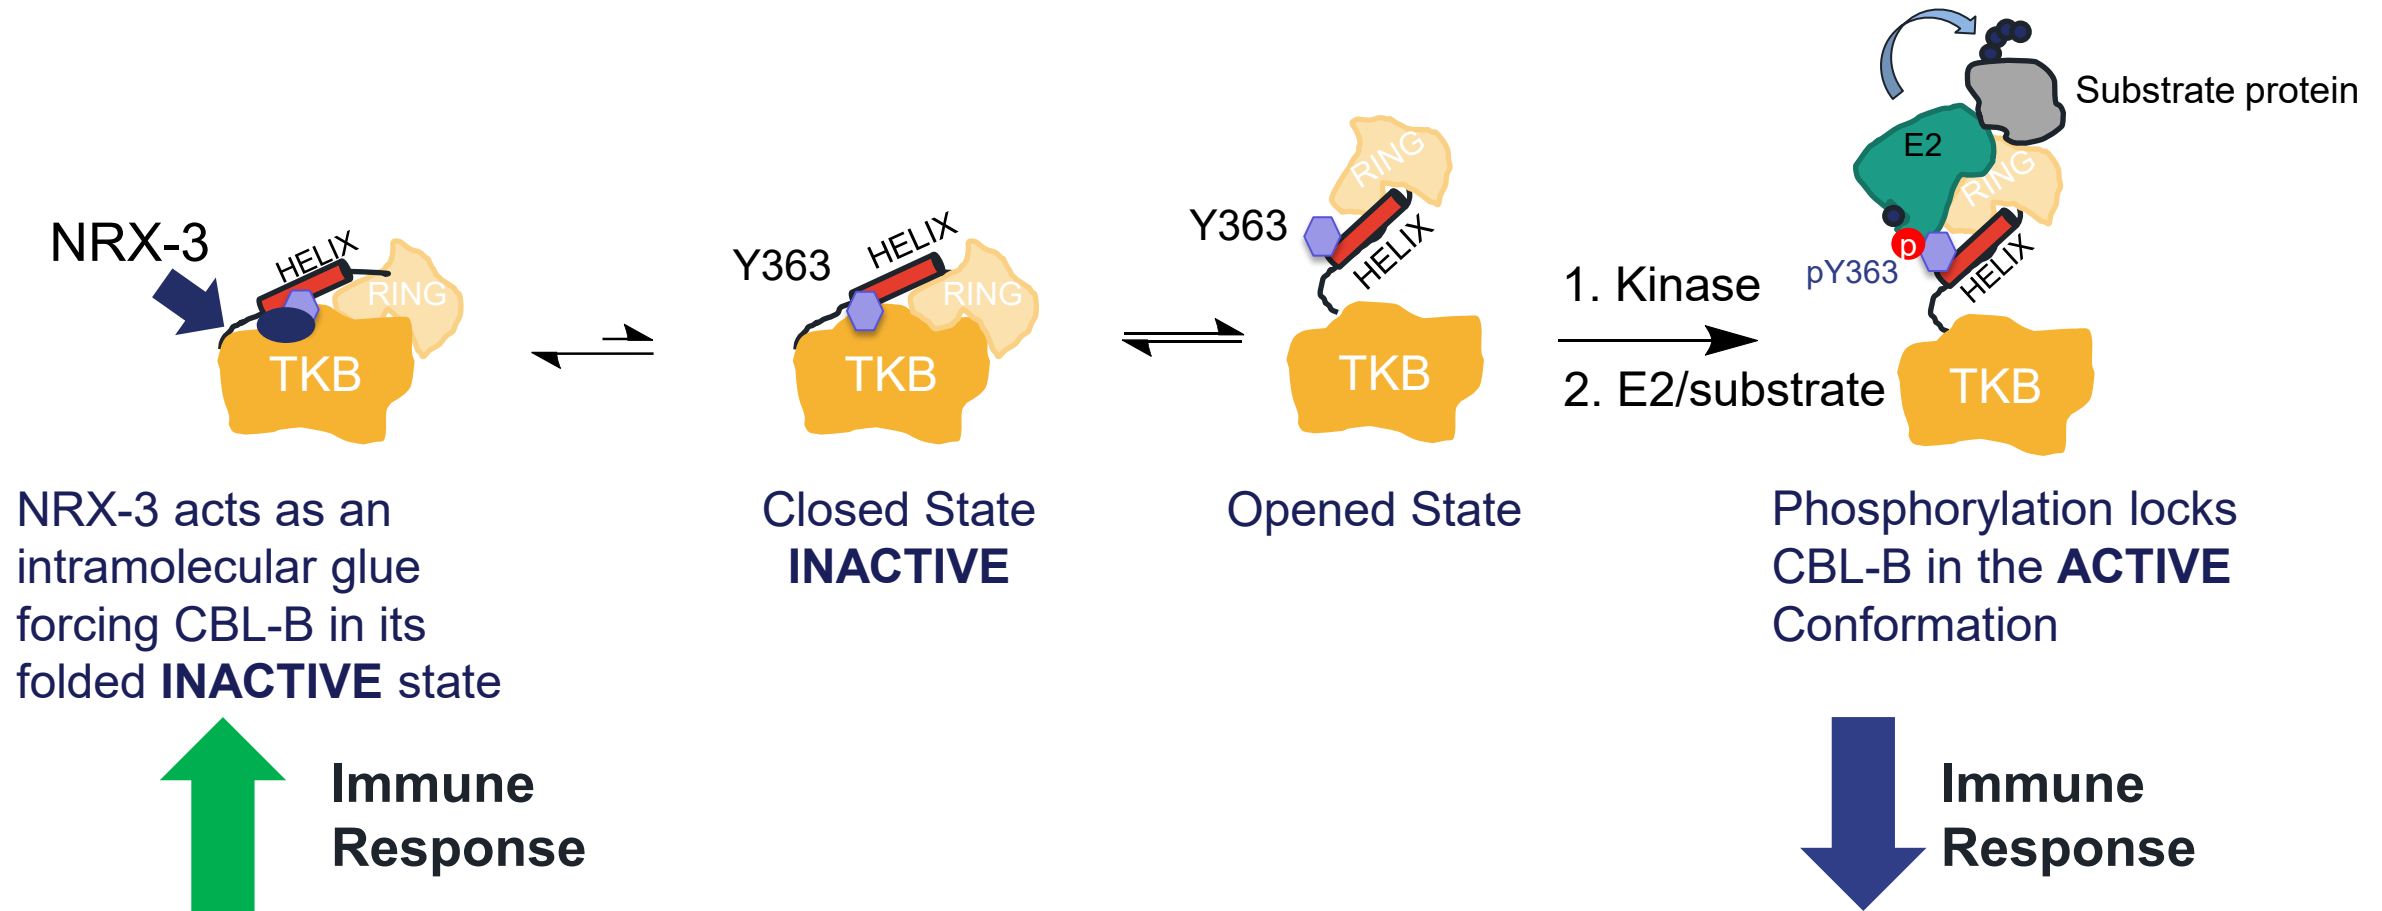 NRX-3
HELIX
RING
TKB
NRX-3 acts as an
intramolecular glue
forcing CBL-B in its
folded INACTIVE state
Immune
Response
Y363
HELIX
RING
TKB
Closed State
INACTIVE
Y363
RING
HELIX
TKB
Opened State
1. Kinase
2. E2/substrate
Substrate protein
E2
RING
p
pY363
HELIX
TKB
Phosphorylation locks
CBL-B in the ACTIVE
Conformation
Immune
Response